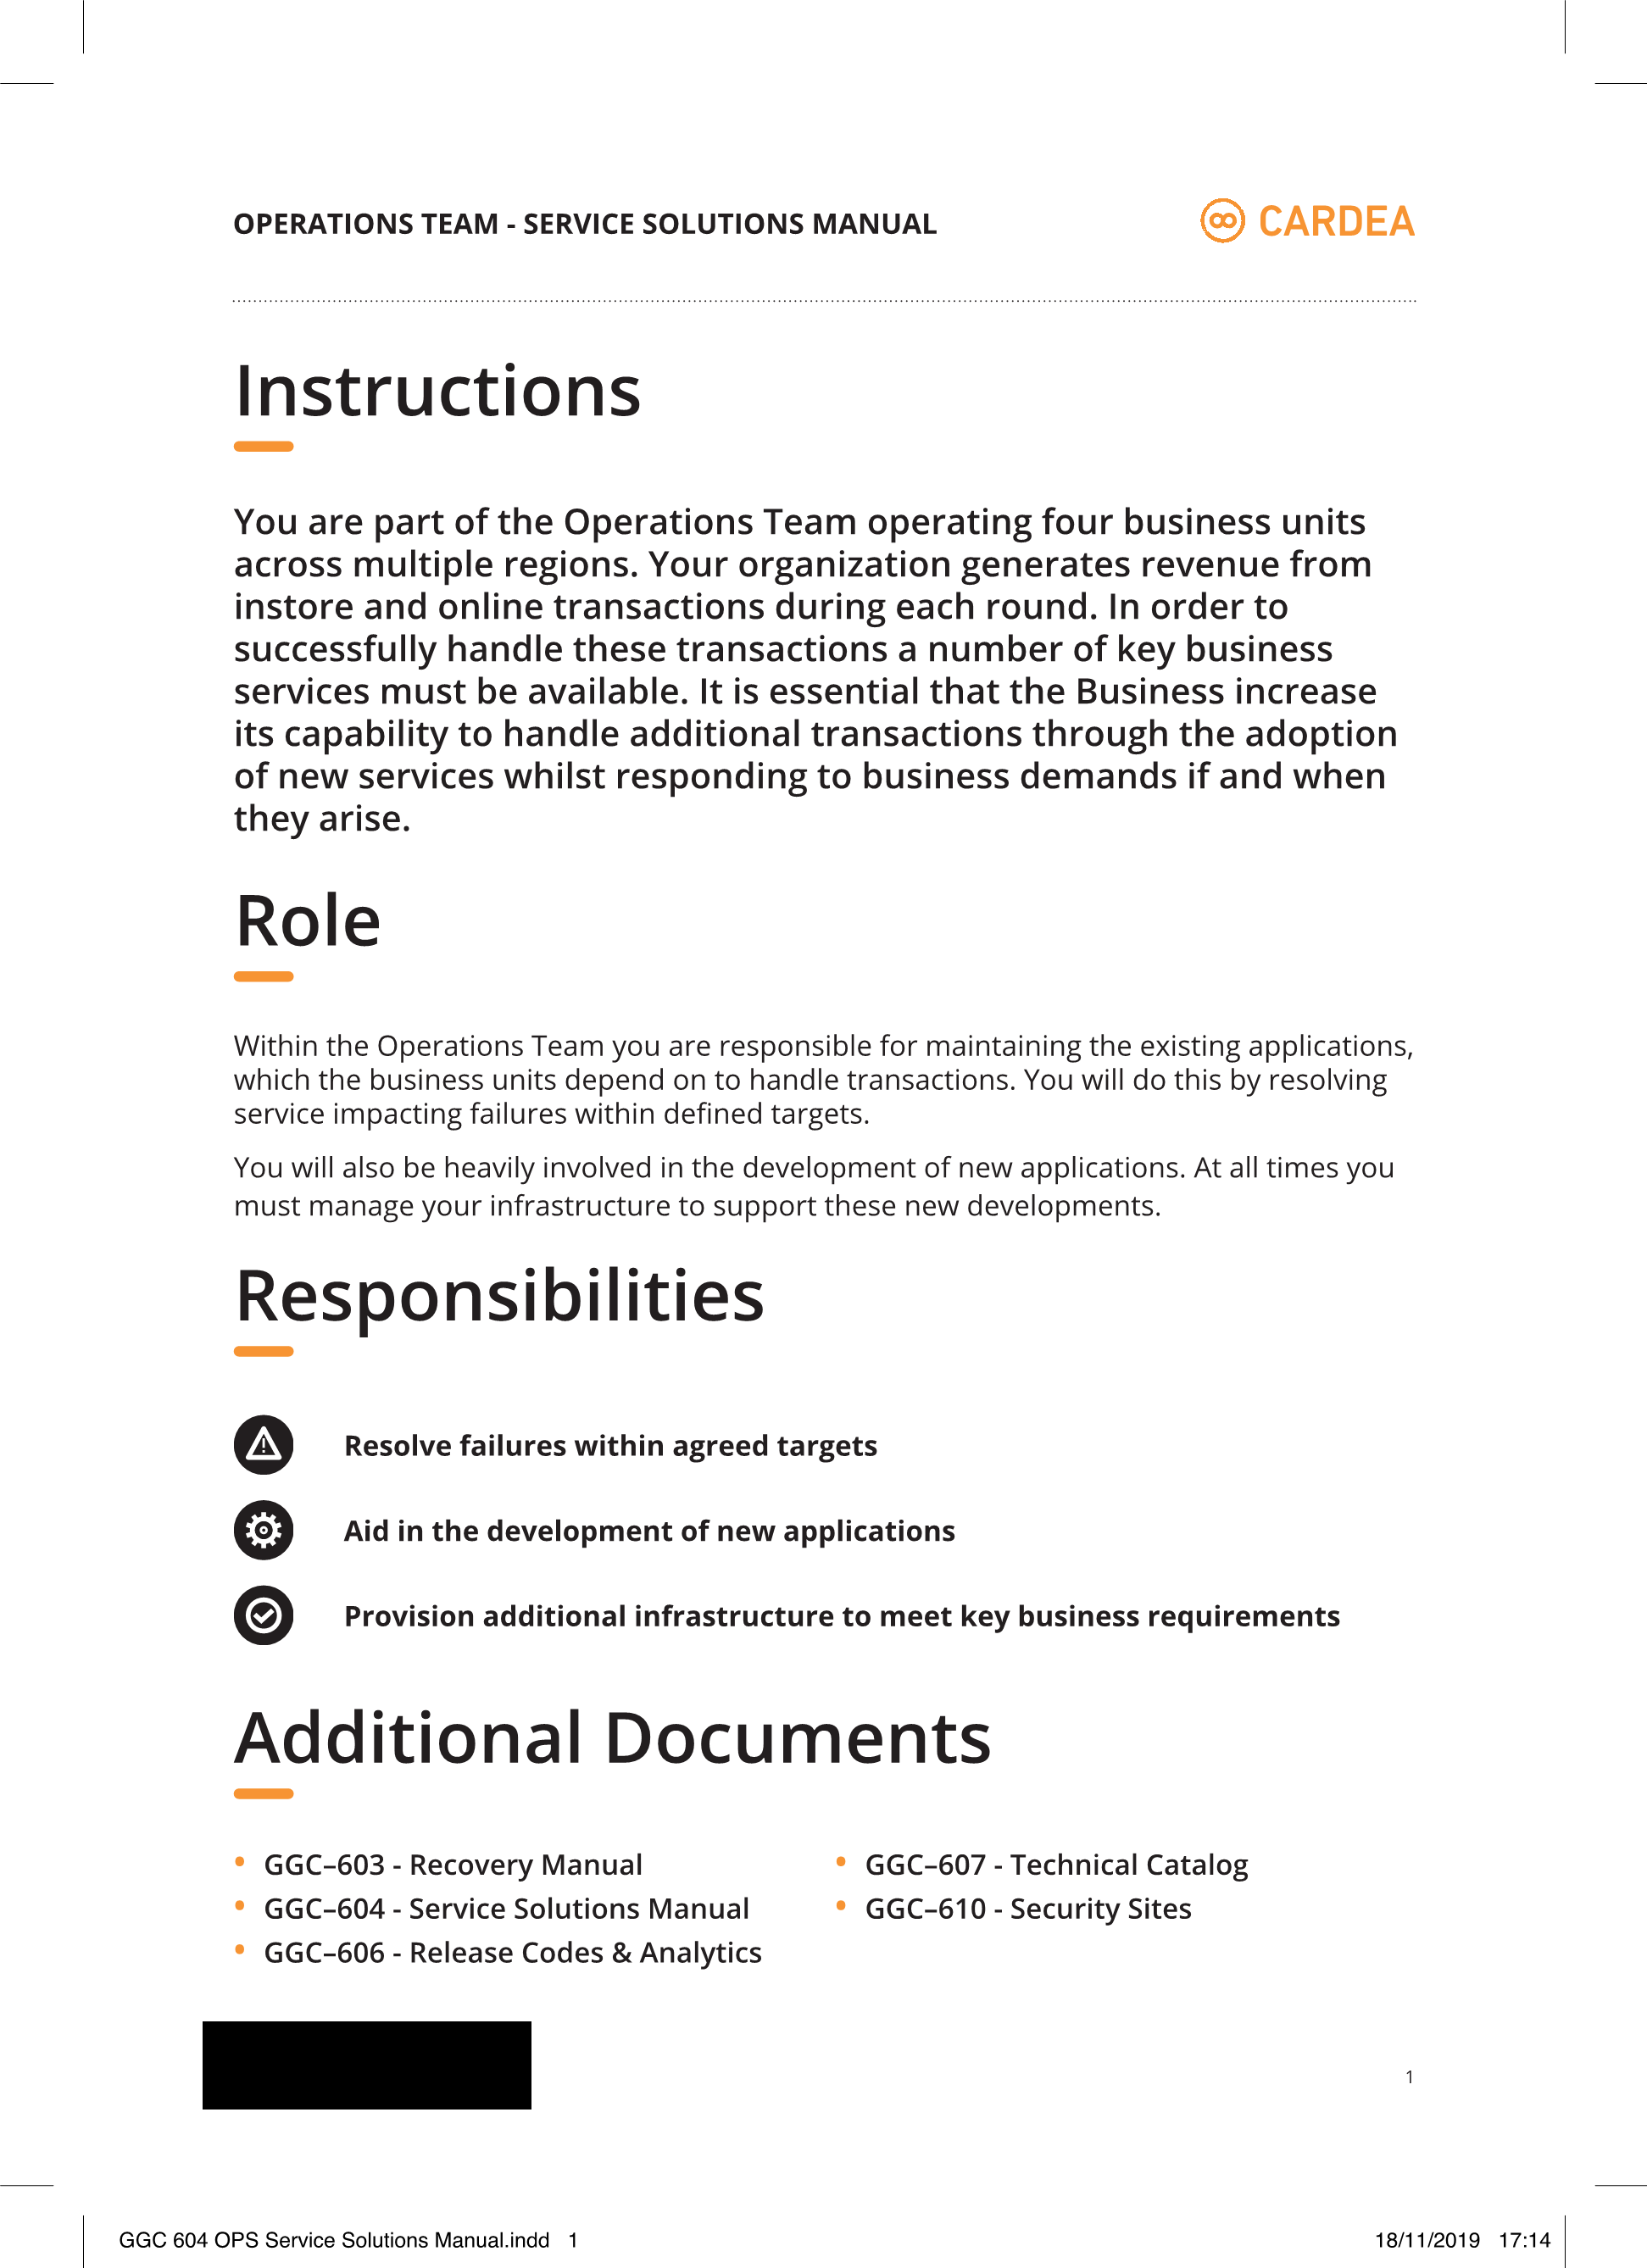 OPERATIONS TEAM - SERVICE SOLUTIONS MANUAL
CARDEA
Instructions
You are part of the Operations Team operating four business units
across multiple regions. Your organization generates revenue from
instore and online transactions during each round. In order to
successfully handle these transactions a number of key business
services must be available. It is essential that the Business increase
its capability to handle additional transactions through the adoption
of new services whilst responding to business demands if and when
they arise.
Role
Within the Operations Team you are responsible for maintaining the existing applications,
which the business units depend on to handle transactions. You will do this by resolving
service impacting failures within defined targets.
You will also be heavily involved in the development of new applications. At all times you
must manage your infrastructure to support these new developments.
Responsibilities
Resolve failures within agreed targets
Aid in the development of new applications
Provision additional infrastructure to meet key business requirements
Additional Documents
• GGC–603 - Recovery Manual
• GGC–604 - Service Solutions Manual
• GGC–606 - Release Codes & Analytics
• GGC–607 - Technical Catalog
• GGC–610 - Security Sites
1
GGC 604 OPS Service Solutions Manual.indd 1
18/11/2019 17:14